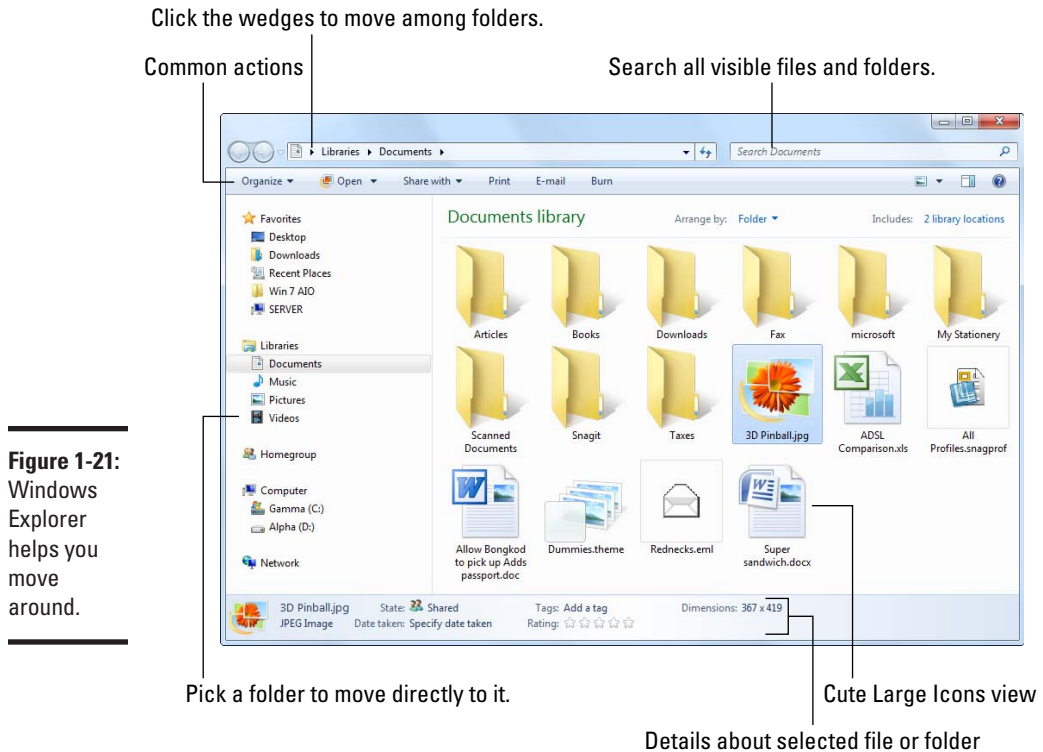 Click the wedges to move among folders.
Common actions
Search all visible files and folders.
Libraries Documents
Search Documents
Organize Open Share with Print E-mail Burn
Favorites
Desktop
Downloads
Recent Places
Win 7 AIO
SERVER
Libraries
Documents
Music
Pictures
Videos
Homegroup
Computer
Gamma (C:)
Alpha (D:)
Network
Documents library
Arrange by: Folder
Includes: 2 library locations
Articles
Books
Downloads
Fax
microsoft
My Stationery
Scanned
Documents
Snagit
Taxes
3D Pinball.jpg
ADSL
Comparison.xls
All
Profiles.snagprof
Allow Bongkod
to pick up Adds
passport.doc
Dummies.theme
Rednecks.eml
Super
sandwich.docx
3D Pinball.jpg State: Shared Tags: Add a tag Dimensions: 367 x 419
JPEG Image Date taken: Specify date taken Rating:
Figure 1-21:
Windows
Explorer
helps you
move
around.
Pick a folder to move directly to it.
Cute Large Icons view
Details about selected file or folder